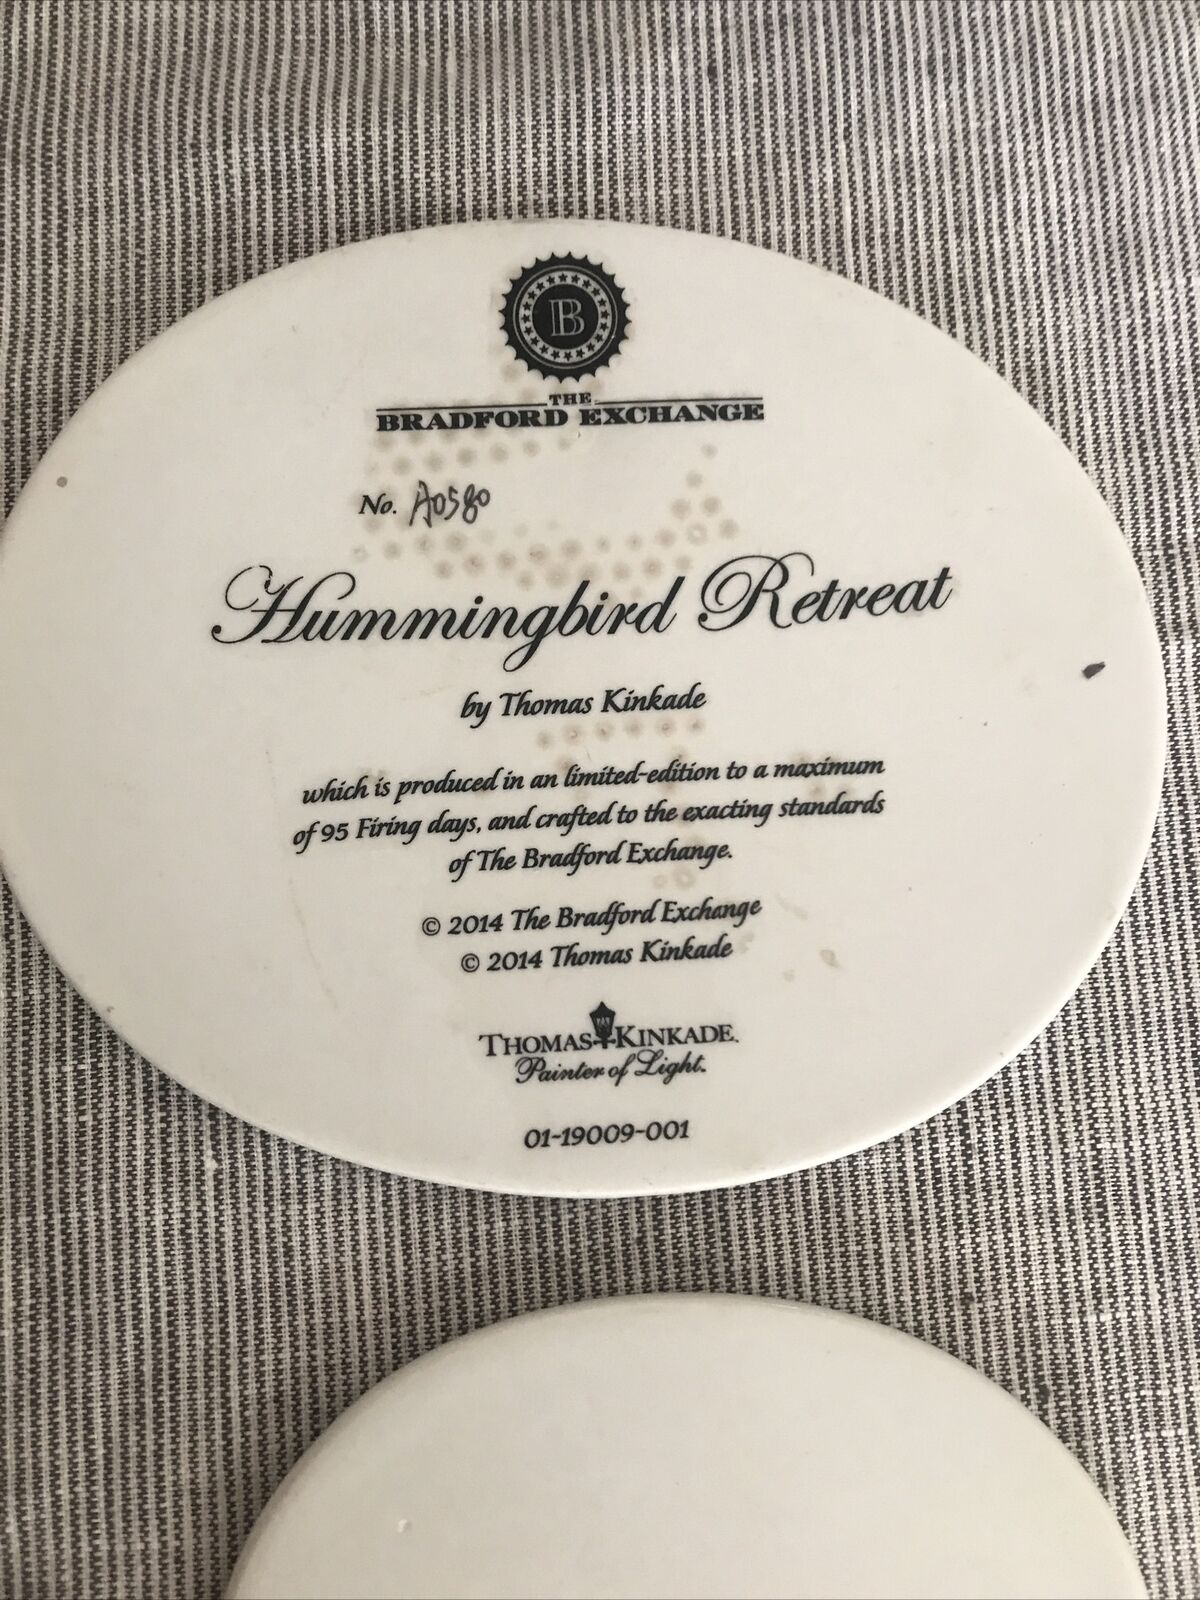 B
THE
BRADFORD EXCHANGE
No. A0580
Hummingbird Retreat
by Thomas Kinkade
which is produced in an limited-edition to a maximum
of 95 Firing days, and crafted to the exacting standards
of The Bradford Exchange.
© 2014 The Bradford Exchange
© 2014 Thomas Kinkade
THOMAS KINKADE.
Painter of Light.
01-19009-001